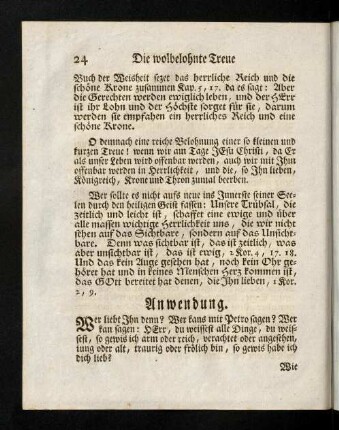 24 Die wolbelohnte Treue
Buch der Weisheit sezet das herrliche Reich und die
schöne Krone zusammen Kap. 5, 17. da es sagt: Aber
die Gerechten werden ewiglich leben, und der HErr
ist ihr Lohn und der Höchste sorget für sie, darum
werden sie empfahen ein herrliches Reich und eine
schöne Krone.
O demnach eine reiche Belohnung einer so kleinen und
kurzen Treue! wenn wir am Tage JEsu Christi, da Er
als unser Leben wird offenbar werden, auch wir mit Ihm
offenbar werden in Herrlichkeit, und die, so Ihn lieben,
Königreich, Krone und Thron zumal beerben.
Wer sollte es nicht aufs neue ins Innerste seiner See-
len durch den heiligen Geist fassen: Unsere Trübsal, die
zeitlich und leicht ist, schaffet eine ewige und über
alle massen wichtige Herrlichkeit uns, die wir nicht
sehen auf das Sichtbare, sondern auf das Unsicht-
bare. Denn was sichtbar ist, das ist zeitlich, was
aber unsichtbar ist, das ist ewig, 2 Kor. 4, 17. 18.
Und das kein Auge gesehen hat, noch kein Ohr ge-
höret hat und in keines Menschen Herz kommen ist,
das GOtt bereitet hat denen, die Ihn lieben, 1 Kor.
2, 9.
Anwendung.
Wer liebt Ihn denn? Wer kans mit Petro sagen? Wer
kan sagen: HErr, du weissest alle Dinge, du weis-
sest, so gewis ich arm oder reich, verachtet oder angesehen,
jung oder alt, traurig oder frölich bin, so gewis habe ich
dich lieb?
Wie